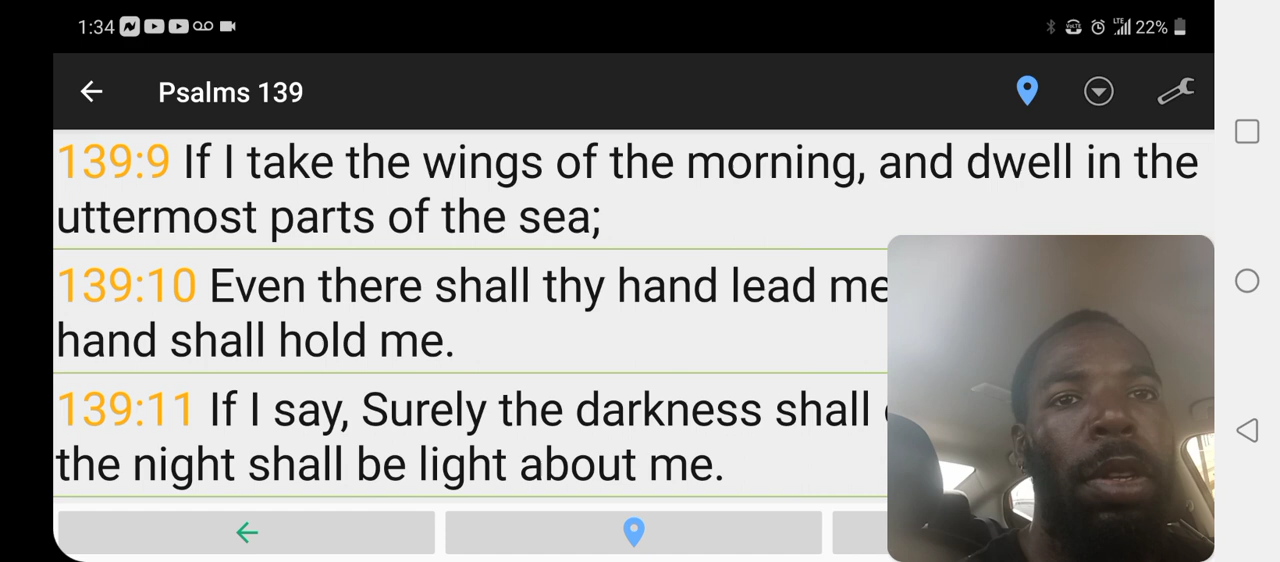 1:34
LTE 22%
Psalms 139
139:9 If I take the wings of the morning, and dwell in the
uttermost parts of the sea;
139:10 Even there shall thy hand lead me
hand shall hold me.
139:11 If I say, Surely the darkness shall
the night shall be light about me.